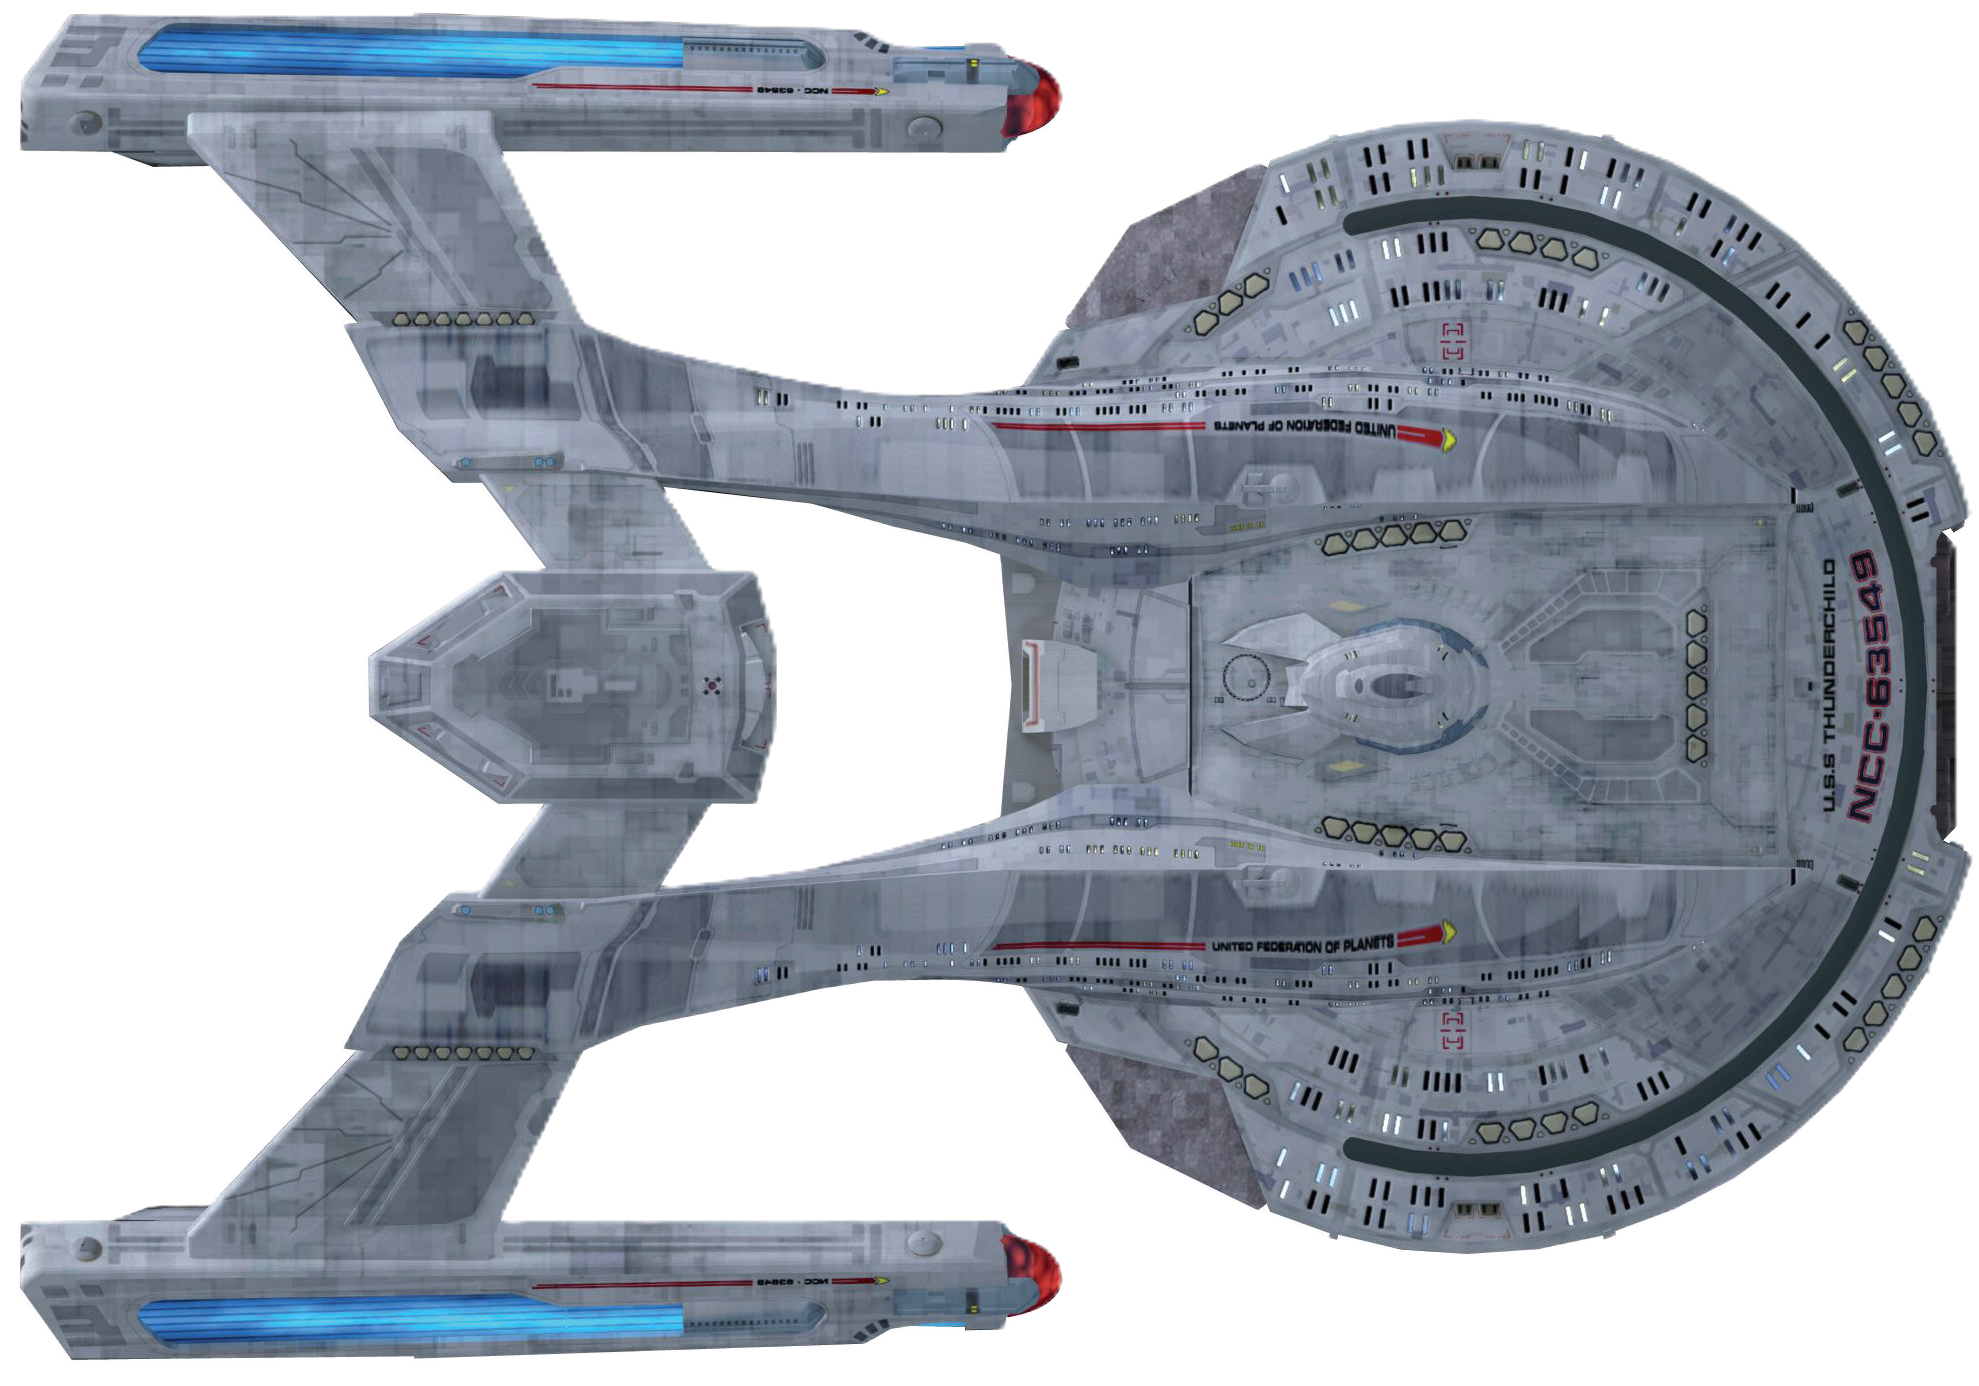 NCC - 63549
UNITED FEDERATION OF PLANETS
U.S.S THUNDERCHILD
NCC-63549
UNITED FEDERATION OF PLANETS
NCC - 63549